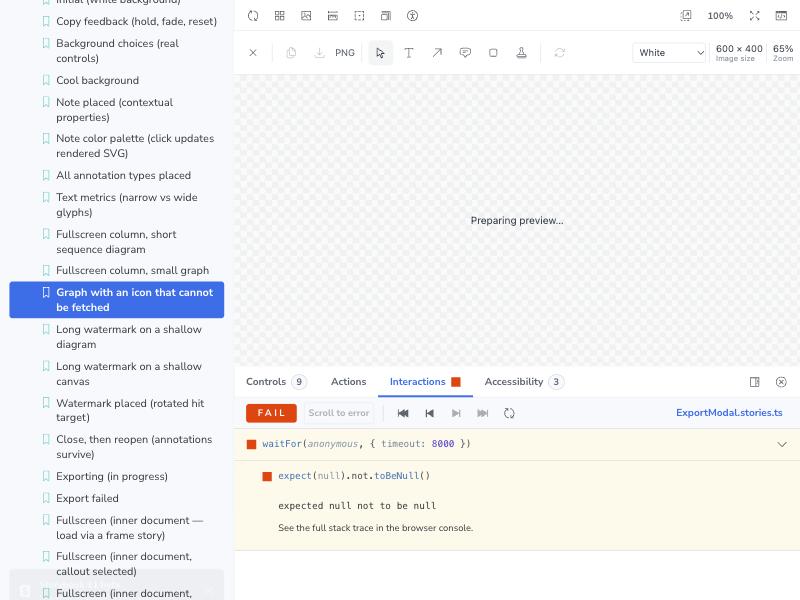 Initial (white background)
Copy feedback (hold, fade, reset)
Background choices (real
controls)
Cool background
Note placed (contextual
properties)
Note color palette (click updates
rendered SVG)
All annotation types placed
Text metrics (narrow vs wide
glyphs)
Fullscreen column, short
sequence diagram
Fullscreen column, small graph
Graph with an icon that cannot
be fetched
Long watermark on a shallow
diagram
Long watermark on a shallow
canvas
Watermark placed (rotated hit
target)
Close, then reopen (annotations
survive)
Exporting (in progress)
Export failed
Fullscreen (inner document —
load via a frame story)
Fullscreen (inner document,
callout selected)
Fullscreen (inner document,
100%
PNG
White
600 × 400
Image size
65%
Zoom
Preparing preview...
Controls 9 Actions Interactions Accessibility 3
FAIL Scroll to error ExportModal.stories.ts
waitFor(anonymous, { timeout: 8000 })
expect(null).not.toBeNull()
expected null not to be null
See the full stack trace in the browser console.